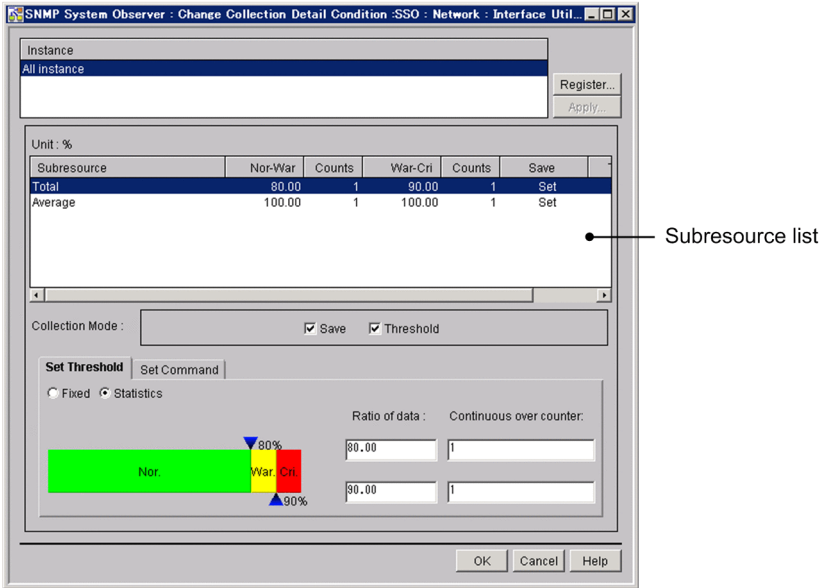 SNMP System Observer : Change Collection Detail Condition :SSO : Network : Interface Util...
Instance
All instance
Register...
Apply...
Unit : %
Subresource Nor-War Counts War-Cri Counts Save
Total 80.00 1 90.00 1 Set
Average 100.00 1 100.00 1 Set
Subresource list
Collection Mode : Save Threshold
Set Threshold Set Command
Fixed Statistics
Ratio of data : Continuous over counter:
80%
80.00 1
Nor. War. Cri.
90.00 1
90%
OK Cancel Help